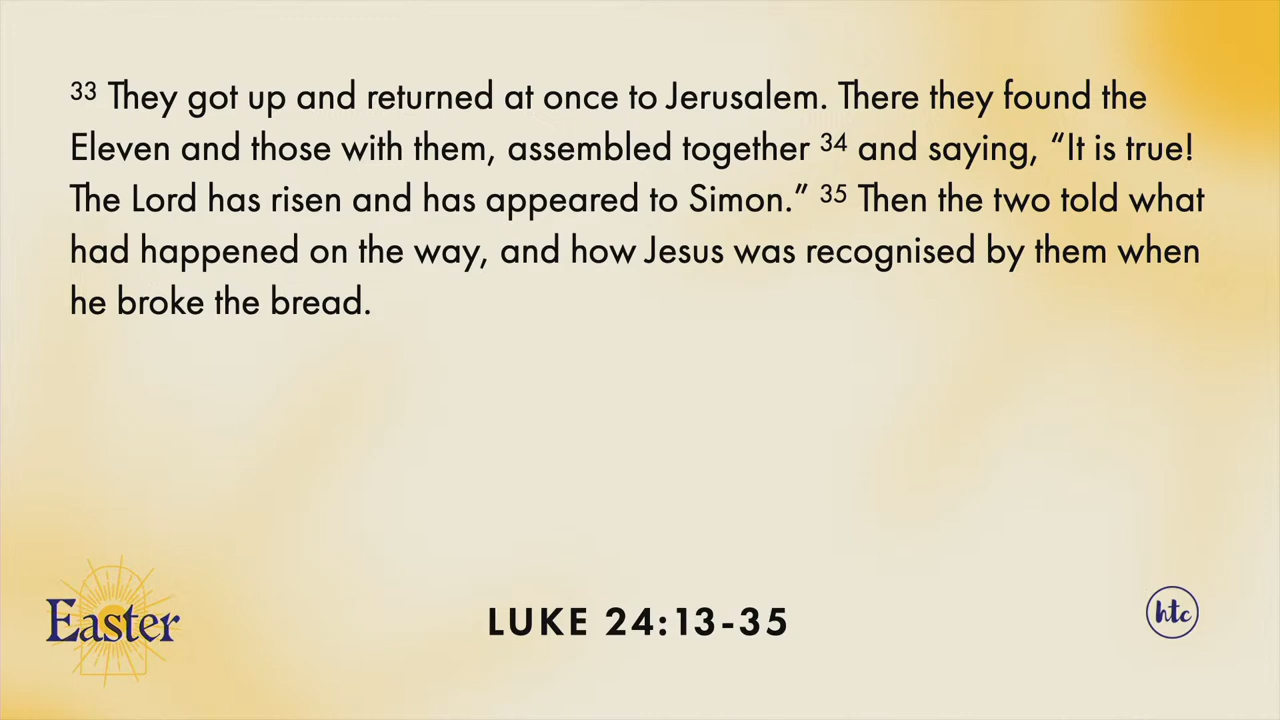 33 They got up and returned at once to Jerusalem. There they found the
Eleven and those with them, assembled together 34 and saying, “It is true!
The Lord has risen and has appeared to Simon.” 35 Then the two told what
had happened on the way, and how Jesus was recognised by them when
he broke the bread.
Easter
LUKE 24:13-35
htc